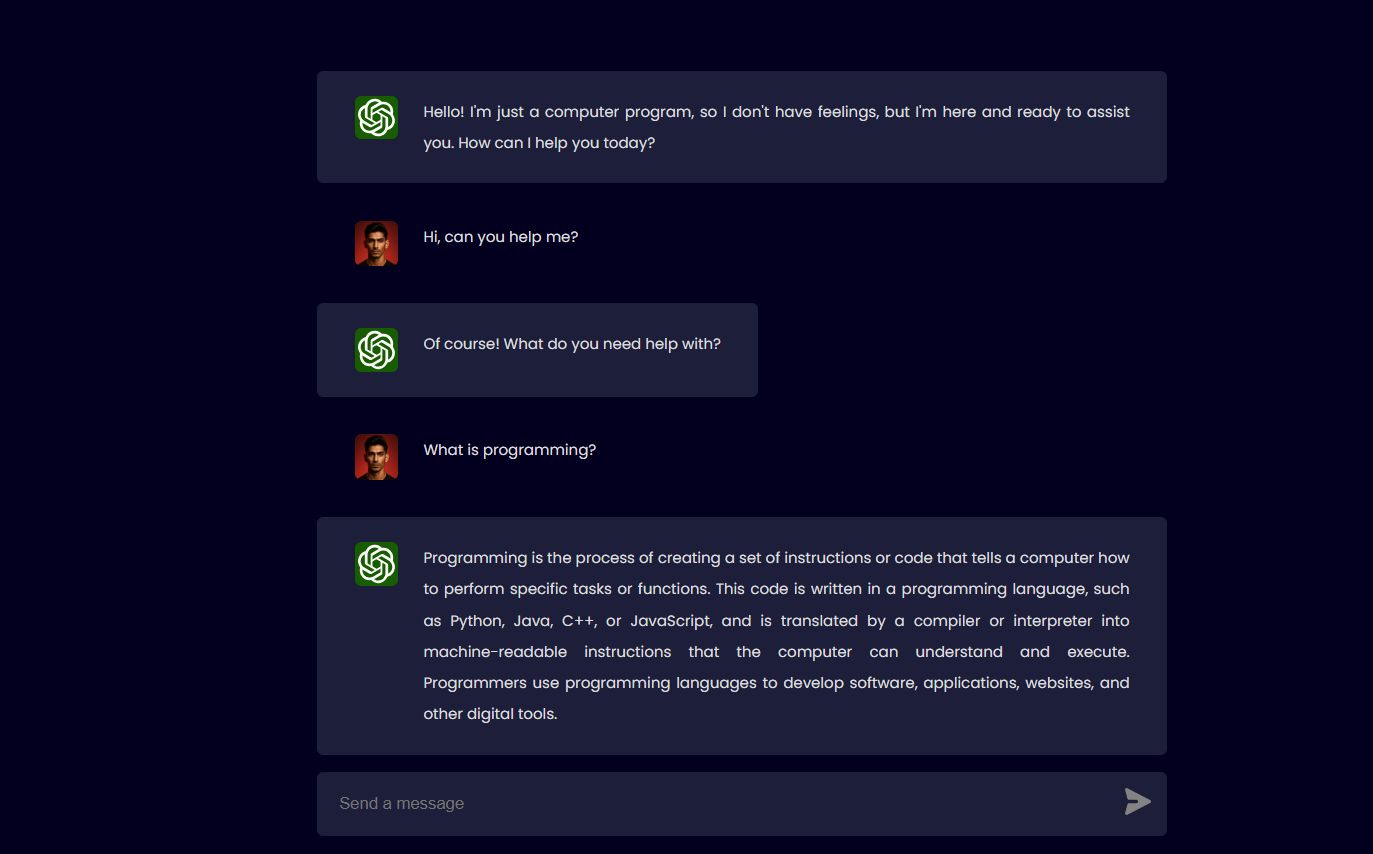 Hello! I'm just a computer program, so I don't have feelings, but I'm here and ready to assist
you. How can I help you today?
Hi, can you help me?
Of course! What do you need help with?
What is programming?
Programming is the process of creating a set of instructions or code that tells a computer how
to perform specific tasks or functions. This code is written in a programming language, such
as Python, Java, C++, or JavaScript, and is translated by a compiler or interpreter into
machine-readable instructions that the computer can understand and execute.
Programmers use programming languages to develop software, applications, websites, and
other digital tools.
Send a message